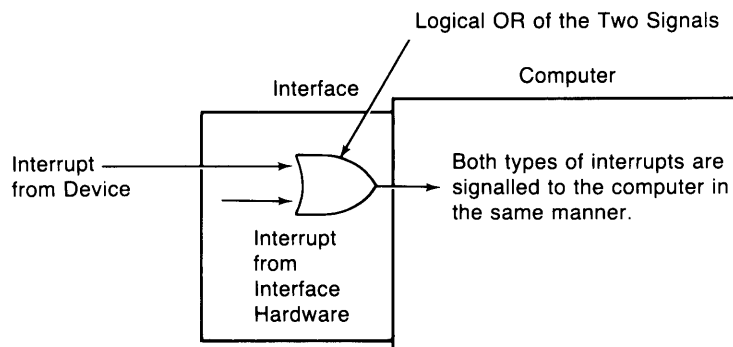 Logical OR of the Two Signals
Interface
Computer
Interrupt
from Device
Both types of interrupts are
signalled to the computer in
the same manner.
Interrupt
from
Interface
Hardware